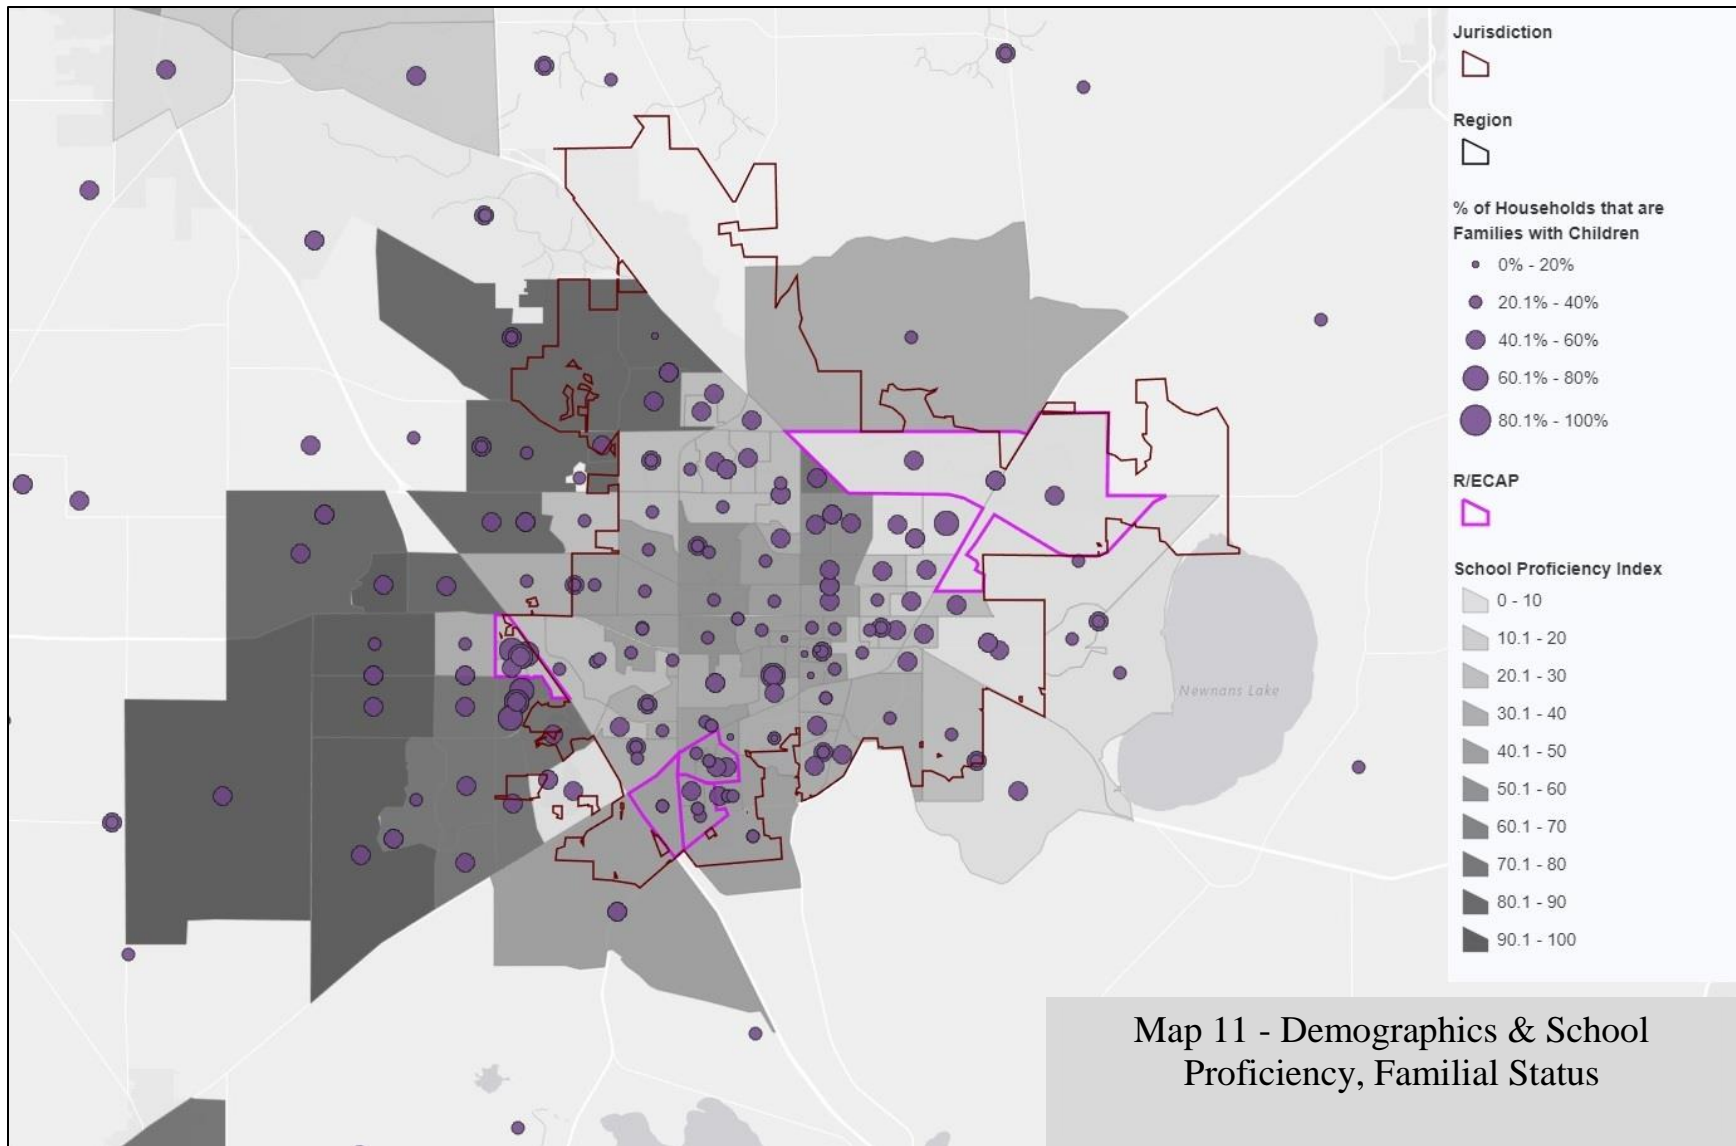 Jurisdiction
Region
% of Households that are
Families with Children
0% - 20%
20.1% - 40%
40.1% - 60%
60.1% - 80%
80.1% - 100%
R/ECAP
School Proficiency Index
0 - 10
10.1 - 20
20.1 - 30
30.1 - 40
40.1 - 50
50.1 - 60
60.1 - 70
70.1 - 80
80.1 - 90
90.1 - 100
Newnans Lake
Map 11 - Demographics & School
Proficiency, Familial Status